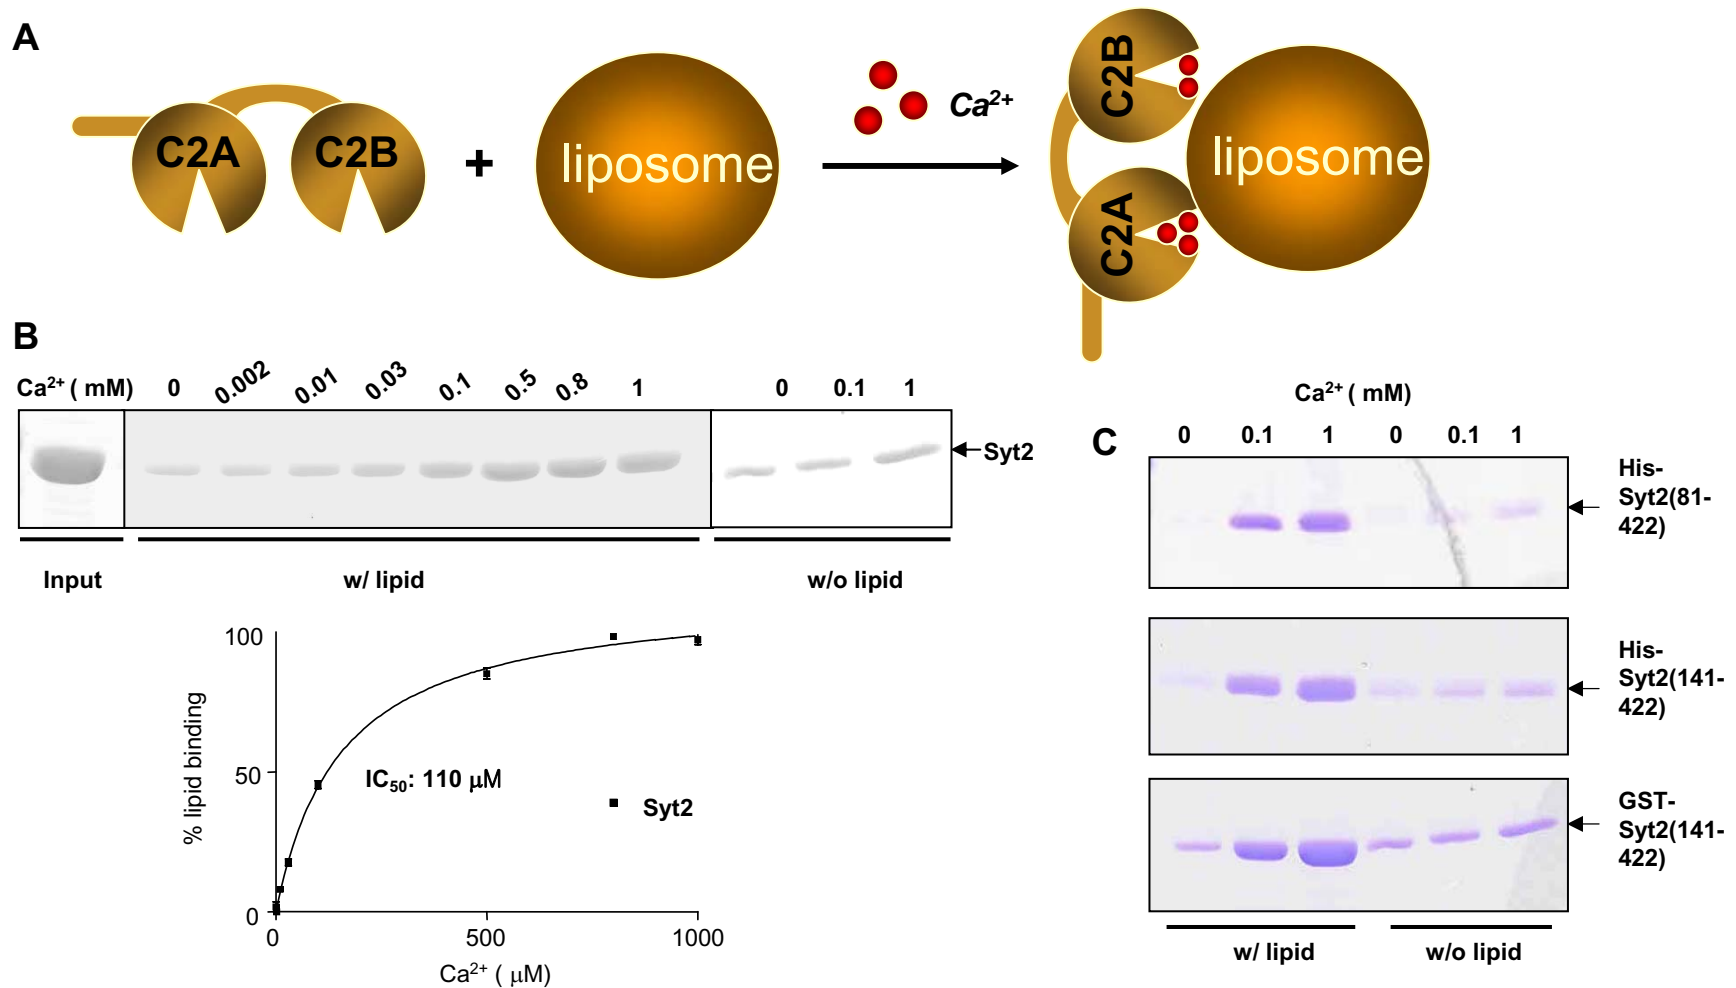 A
C2A
C2B
+
liposome
Ca²⁺
C2B
C2A
liposome
B
Ca²⁺ ( mM)
0
0.002
0.01
0.03
0.1
0.5
0.8
1
0
0.1
1
Syt2
Input
w/ lipid
w/o lipid
100
50
0
% lipid binding
IC₅₀: 110 μM
Syt2
0
500
1000
Ca²⁺ ( μM)
C
Ca²⁺ ( mM)
0
0.1
1
0
0.1
1
His-
Syt2(81-
422)
His-
Syt2(141-
422)
GST-
Syt2(141-
422)
w/ lipid
w/o lipid